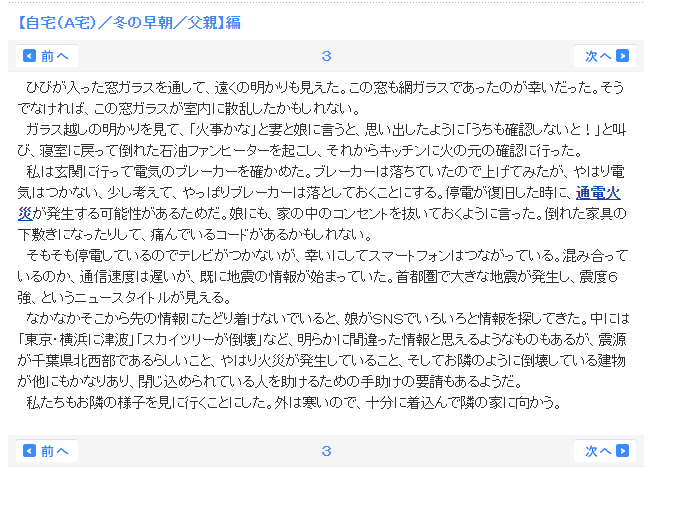 【自宅（A宅）／冬の早朝／父親】編
前へ 3 次へ
ひびが入った窓ガラスを通して、遠くの明かりも見えた。この窓も網ガラスであったのが幸いだった。そう
でなければ、この窓ガラスが室内に散乱したかもしれない。
ガラス越しの明かりを見て、「火事かな」と妻と娘に言うと、思い出したように「うちも確認しないと！」と叫
び、寝室に戻って倒れた石油ファンヒーターを起こし、それからキッチンに火の元の確認に行った。
私は玄関に行って電気のブレーカーを確かめた。ブレーカーは落ちていたので上げてみたが、やはり電
気はつかない、少し考えて、やっぱりブレーカーは落としておくことにする。停電が復旧した時に、通電火
災が発生する可能性があるためだ。娘にも、家の中のコンセントを抜いておくように言った。倒れた家具の
下敷きになったりして、痛んでいるコードがあるかもしれない。
そもそも停電しているのでテレビがつかないが、幸いにしてスマートフォンはつながっている。混み合って
いるのか、通信速度は遅いが、既に地震の情報が始まっていた。首都圏で大きな地震が発生し、震度６
強、というニュースタイトルが見える。
なかなかそこから先の情報にたどり着けないでいると、娘がSNSでいろいろと情報を探してきた。中には
「東京・横浜に津波」「スカイツリーが倒壊」など、明らかに間違った情報と思えるようなものもあるが、震源
が千葉県北西部であるらしいこと、やはり火災が発生していること、そしてお隣のように倒壊している建物
が他にもかなりあり、閉じ込められている人を助けるための手助けの要請もあるようだ。
私たちもお隣の様子を見に行くことにした。外は寒いので、十分に着込んで隣の家に向かう。
前へ 3 次へ